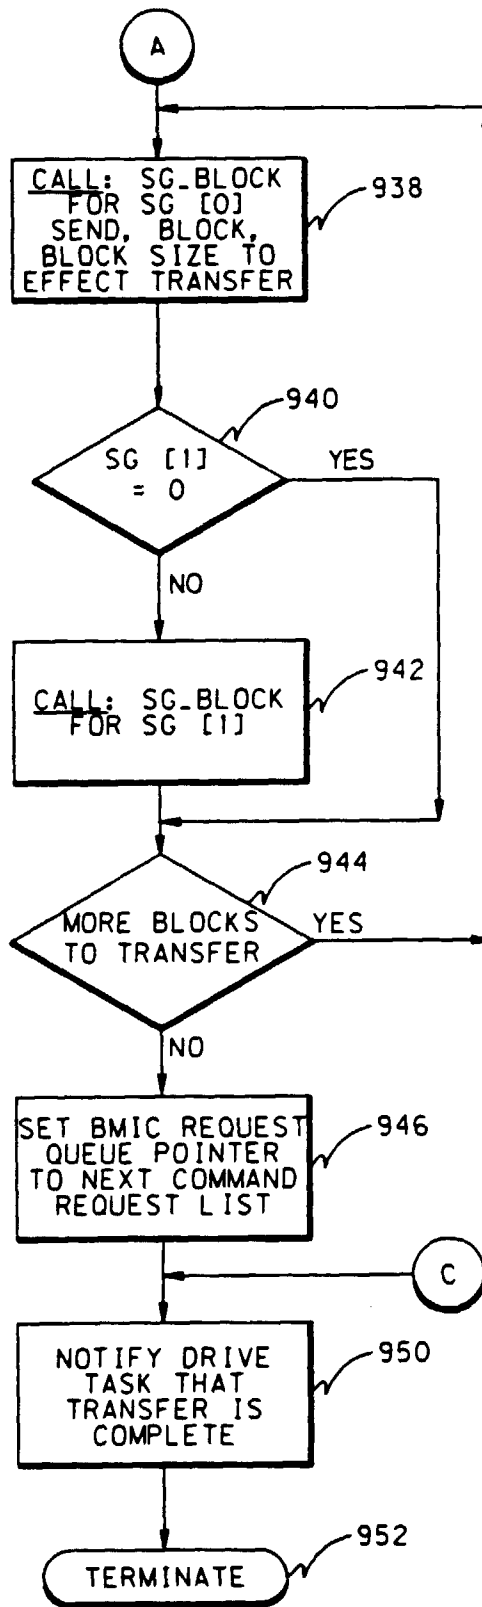 A
CALL: SG_BLOCK
FOR SG [0]
SEND, BLOCK,
BLOCK SIZE TO
EFFECT TRANSFER
938
940
SG [1]
= 0
YES
NO
942
CALL: SG_BLOCK
FOR SG [1]
944
MORE BLOCKS
TO TRANSFER
YES
NO
SET BMIC REQUEST
QUEUE POINTER
TO NEXT COMMAND
REQUEST LIST
946
C
NOTIFY DRIVE
TASK THAT
TRANSFER IS
COMPLETE
950
952
TERMINATE